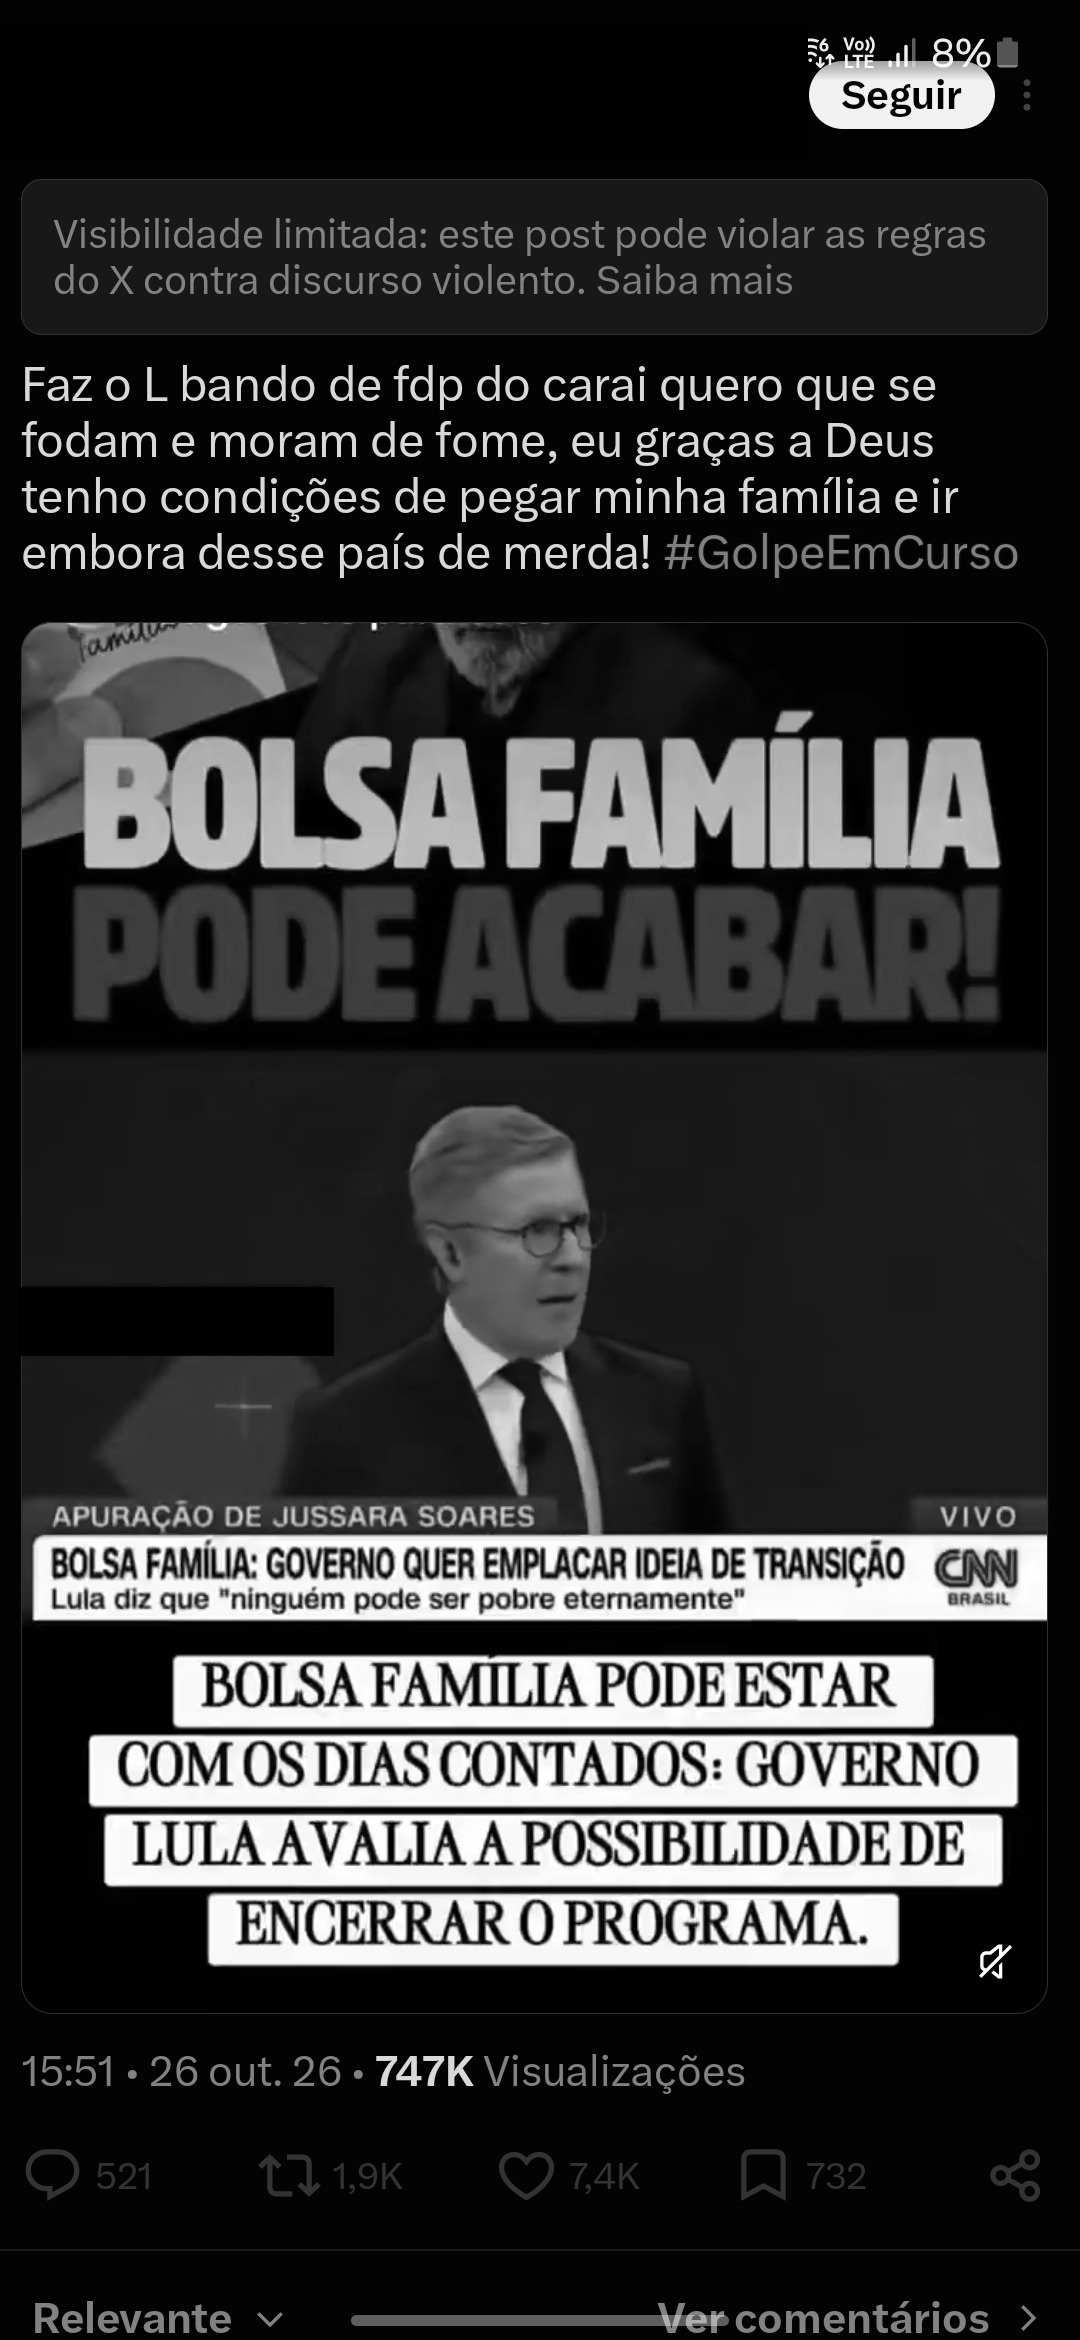 Vo))
LTE
8%
Seguir
Visibilidade limitada: este post pode violar as regras
do X contra discurso violento. Saiba mais
Faz o L bando de fdp do carai quero que se
fodam e moram de fome, eu graças a Deus
tenho condições de pegar minha família e ir
embora desse país de merda! #GolpeEmCurso
BOLSA FAMÍLIA
PODE ACABAR!
APURAÇÃO DE JUSSARA SOARES
VIVO
BOLSA FAMÍLIA: GOVERNO QUER EMPLACAR IDEIA DE TRANSIÇÃO
Lula diz que "ninguém pode ser pobre eternamente"
CNN
BRASIL
BOLSA FAMÍLIA PODE ESTAR
COM OS DIAS CONTADOS: GOVERNO
LULA AVALIA A POSSIBILIDADE DE
ENCERRAR O PROGRAMA.
15:51 • 26 out. 26 • 747K Visualizações
521 1,9K 7,4K 732
Relevante Ver comentários